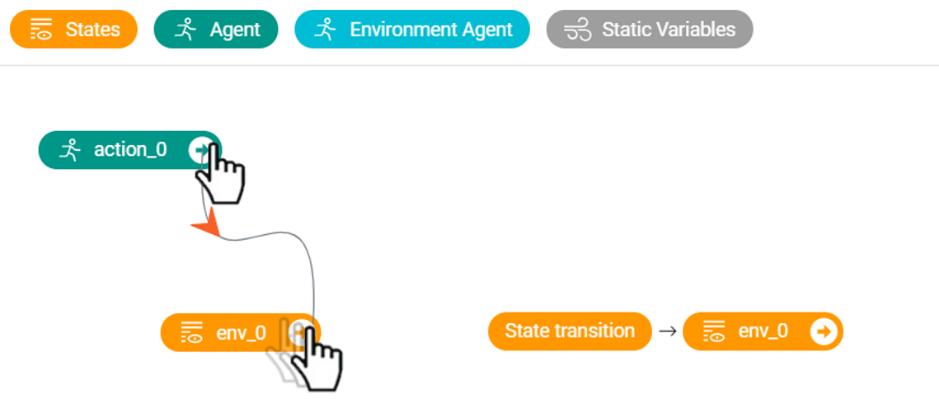 States Agent Environment Agent Static Variables
action_0
env_0 State transition → env_0